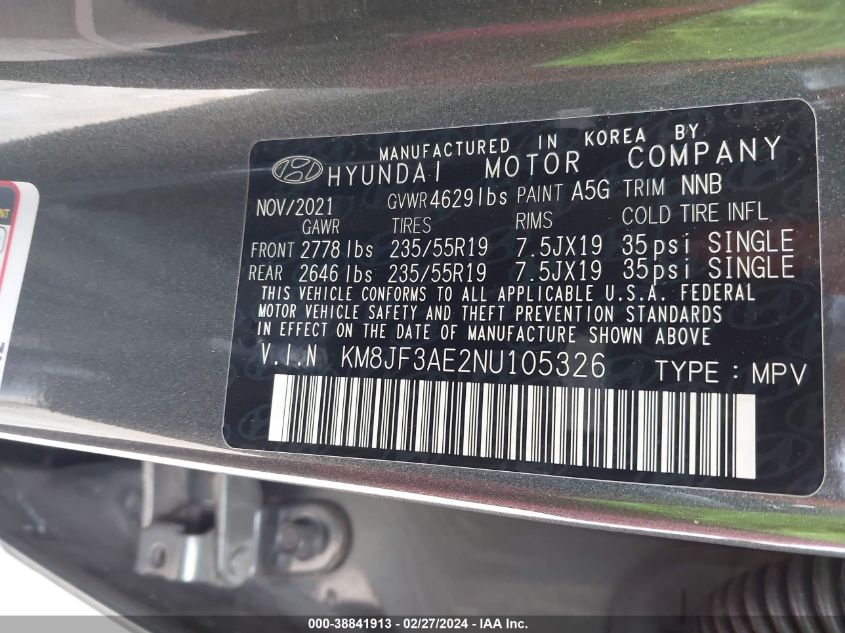 MANUFACTURED IN KOREA BY
HYUNDAI MOTOR COMPANY
NOV/2021 GVWR 4629 lbs PAINT A5G TRIM NNB
GAWR TIRES RIMS COLD TIRE INFL
FRONT 2778 lbs 235/55R19 7.5JX19 35psi SINGLE
REAR 2646 lbs 235/55R19 7.5JX19 35psi SINGLE
THIS VEHICLE CONFORMS TO ALL APPLICABLE U.S.A. FEDERAL
MOTOR VEHICLE SAFETY AND THEFT PREVENTION STANDARDS
IN EFFECT ON THE DATE OF MANUFACTURE SHOWN ABOVE
V.I.N KM8JF3AE2NU105326 TYPE : MPV
000-38841913 - 02/27/2024 - IAAI.com